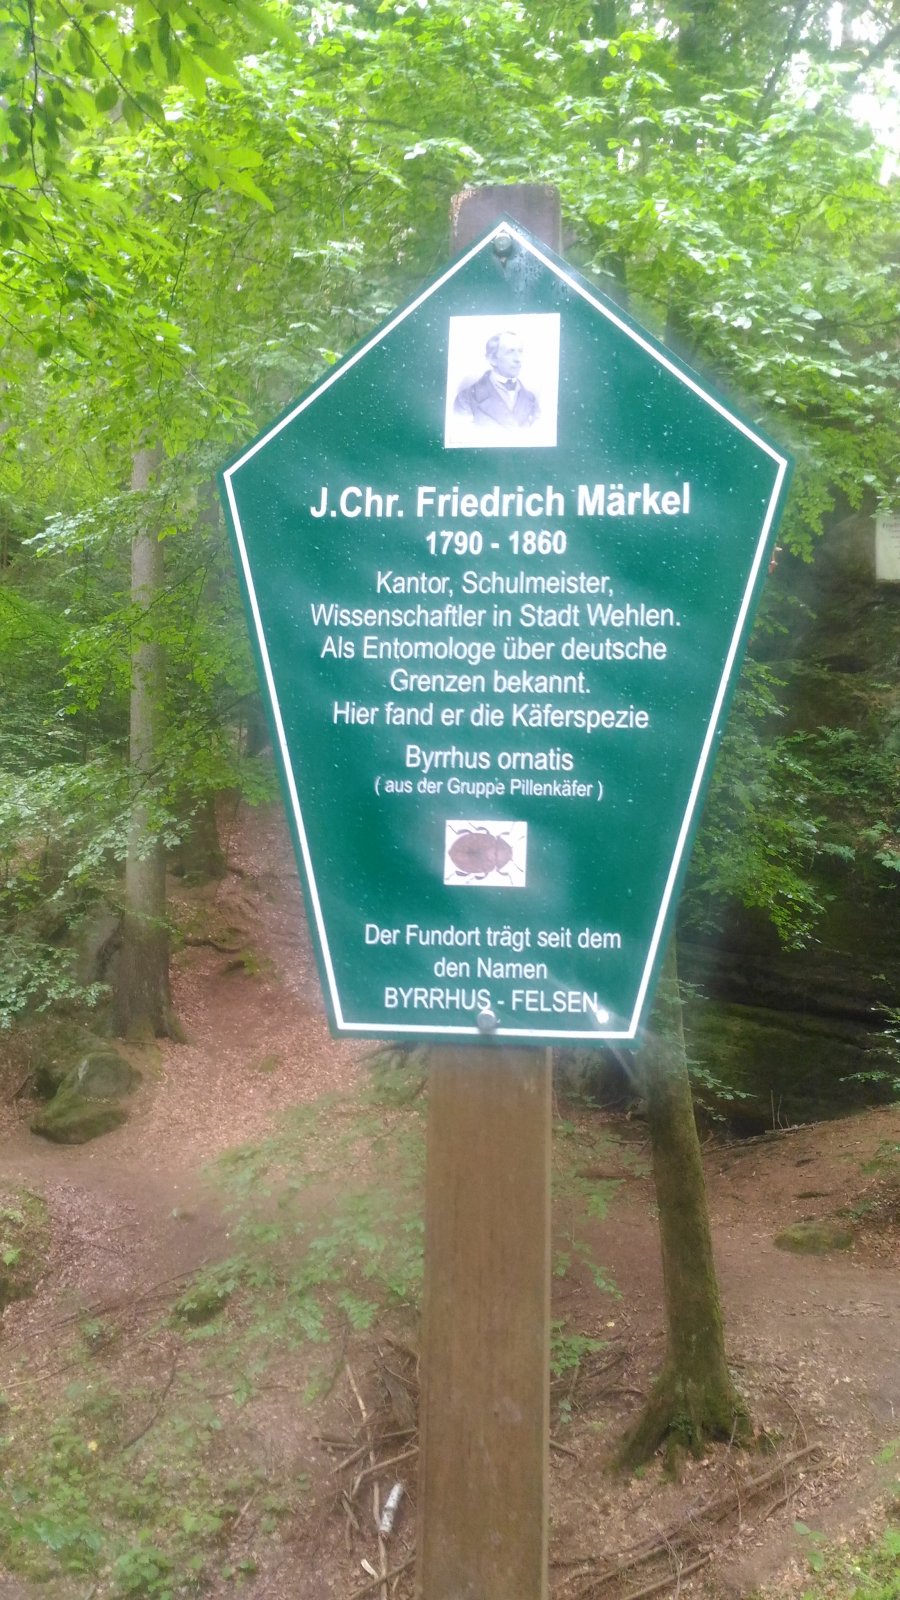 J.Chr. Friedrich Märkel
1790 - 1860
Kantor, Schulmeister,
Wissenschaftler in Stadt Wehlen.
Als Entomologe über deutsche
Grenzen bekannt.
Hier fand er die Käferspezie
Byrrhus ornatis
( aus der Gruppe Pillenkäfer )
Der Fundort trägt seit dem
den Namen
BYRRHUS - FELSEN